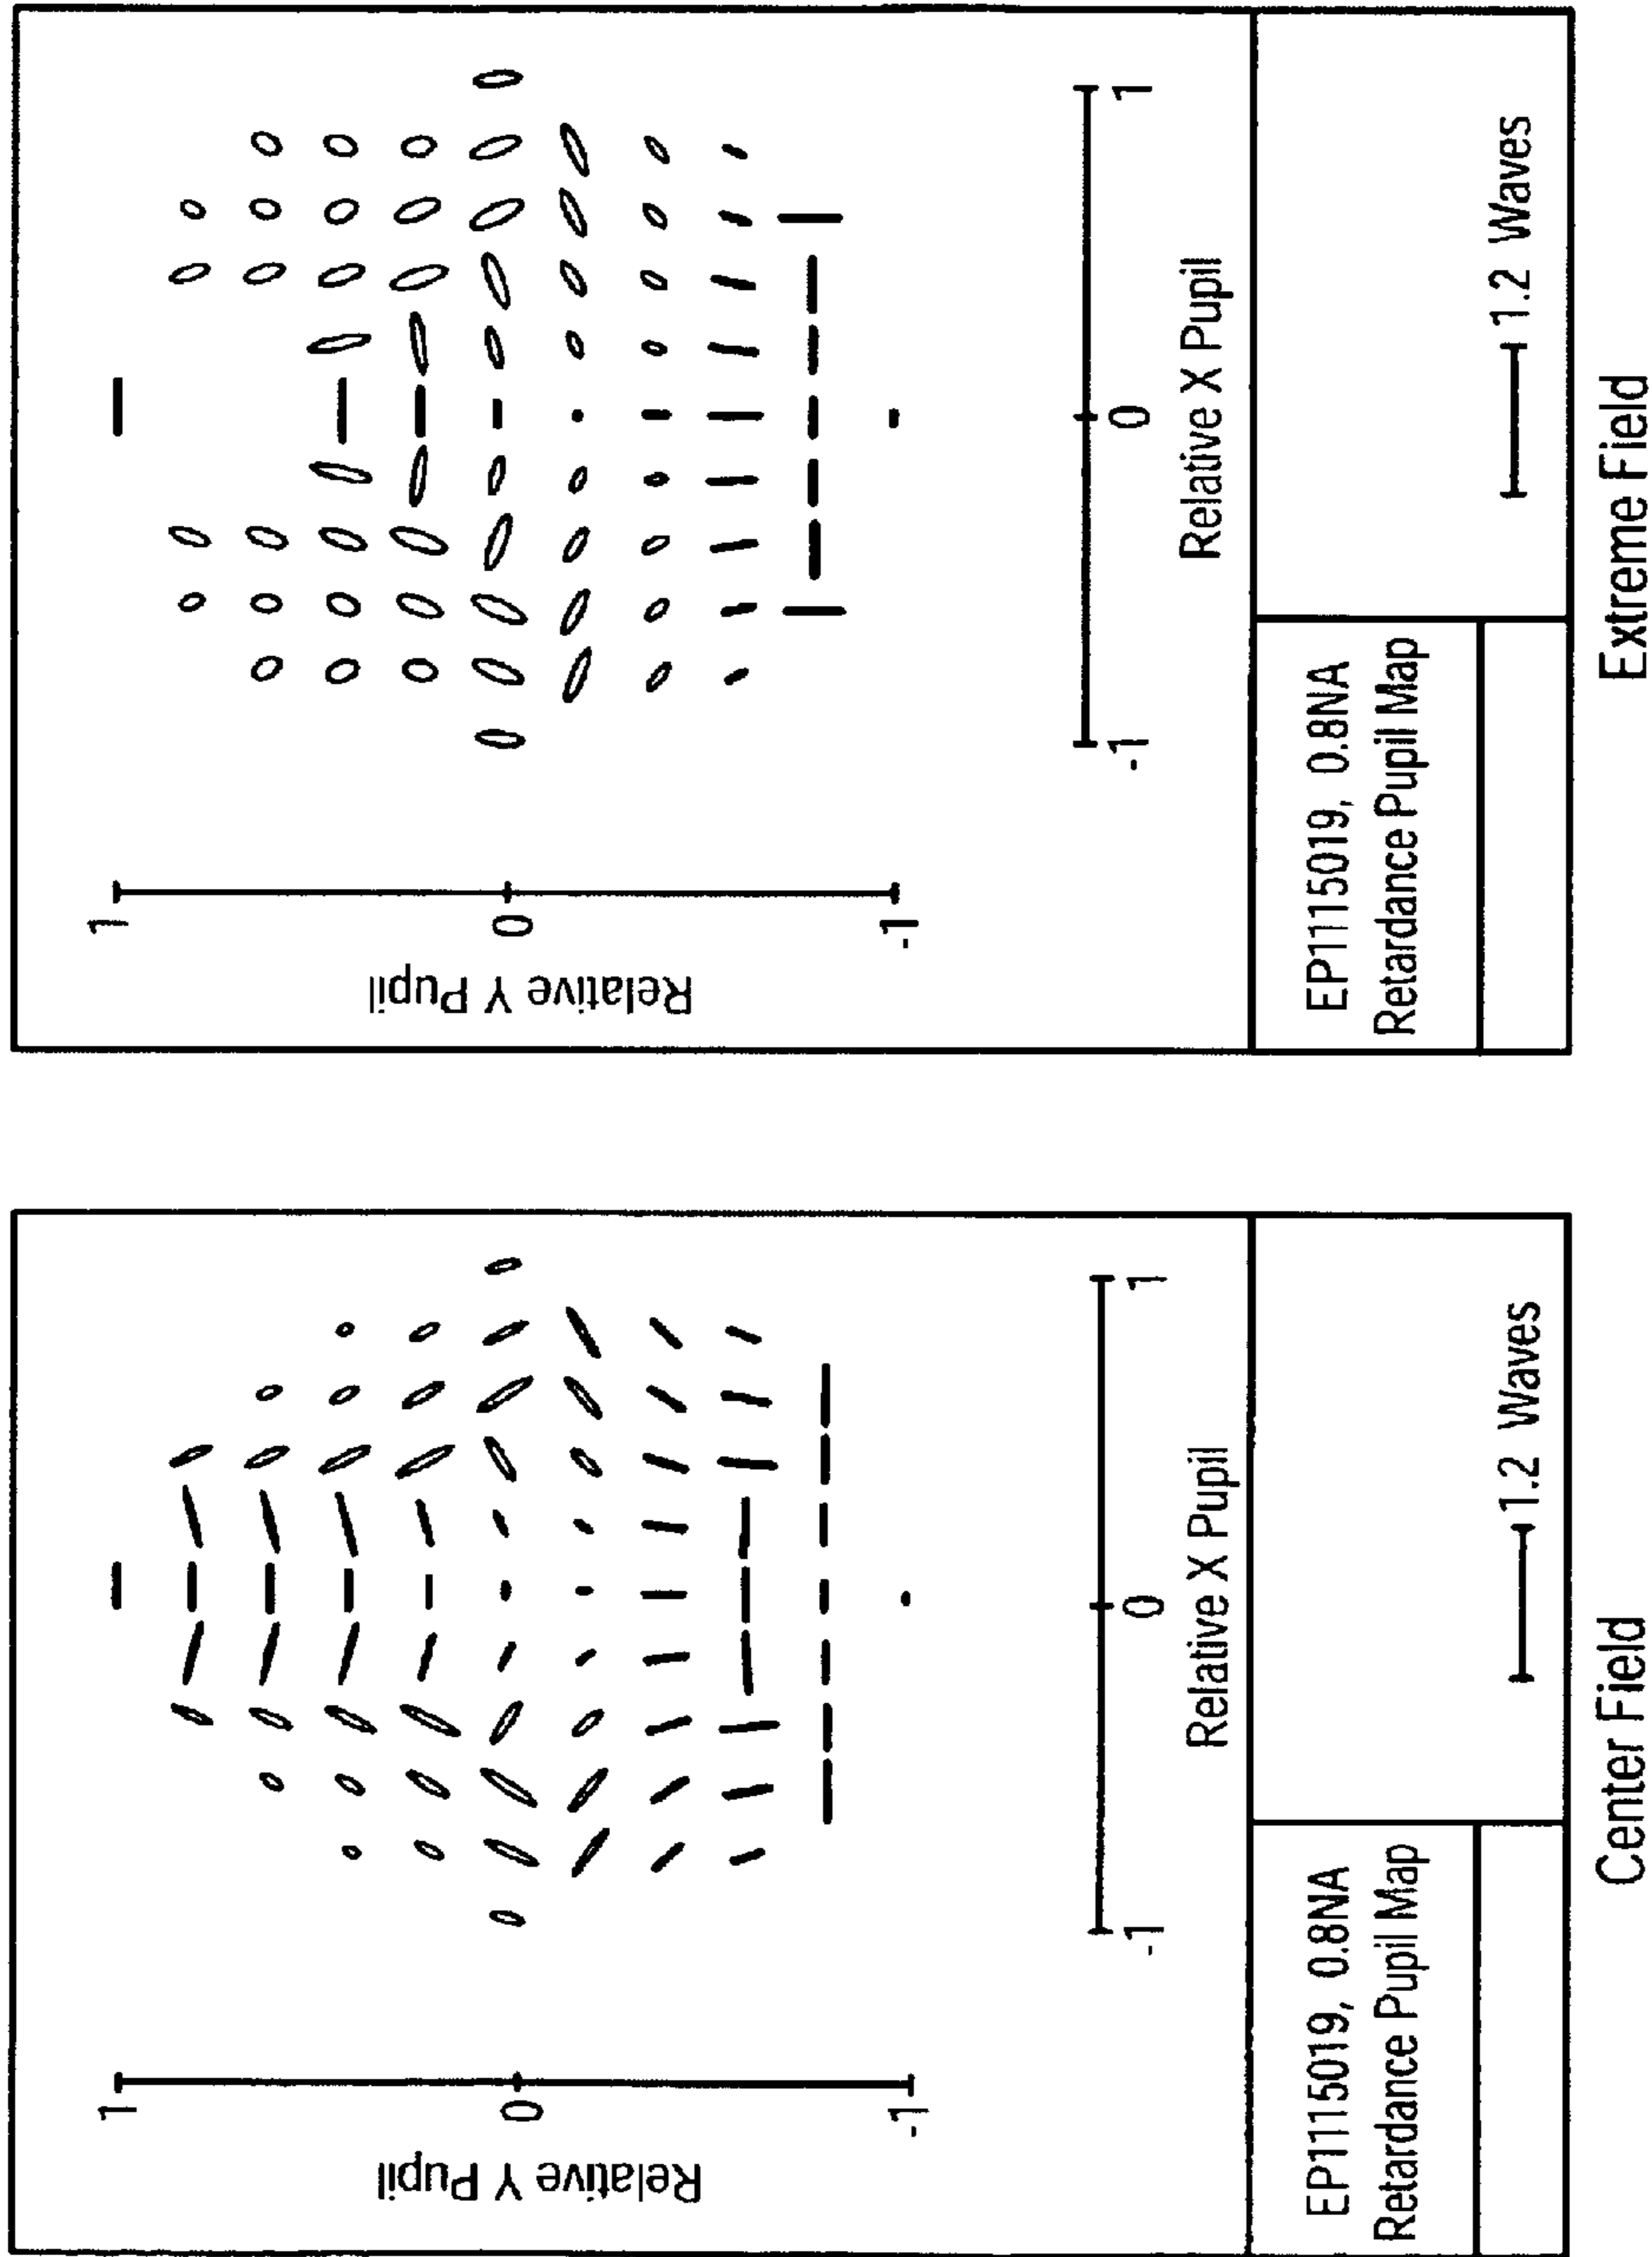 Relative Y Pupil
1
0
-1
-1
0
1
Relative X Pupil
EP1115019, 0.8NA
Retardance Pupil Map
1.2 Waves
Center Field
Relative Y Pupil
1
0
-1
-1
0
1
Relative X Pupil
EP1115019, 0.8NA
Retardance Pupil Map
1.2 Waves
Extreme Field